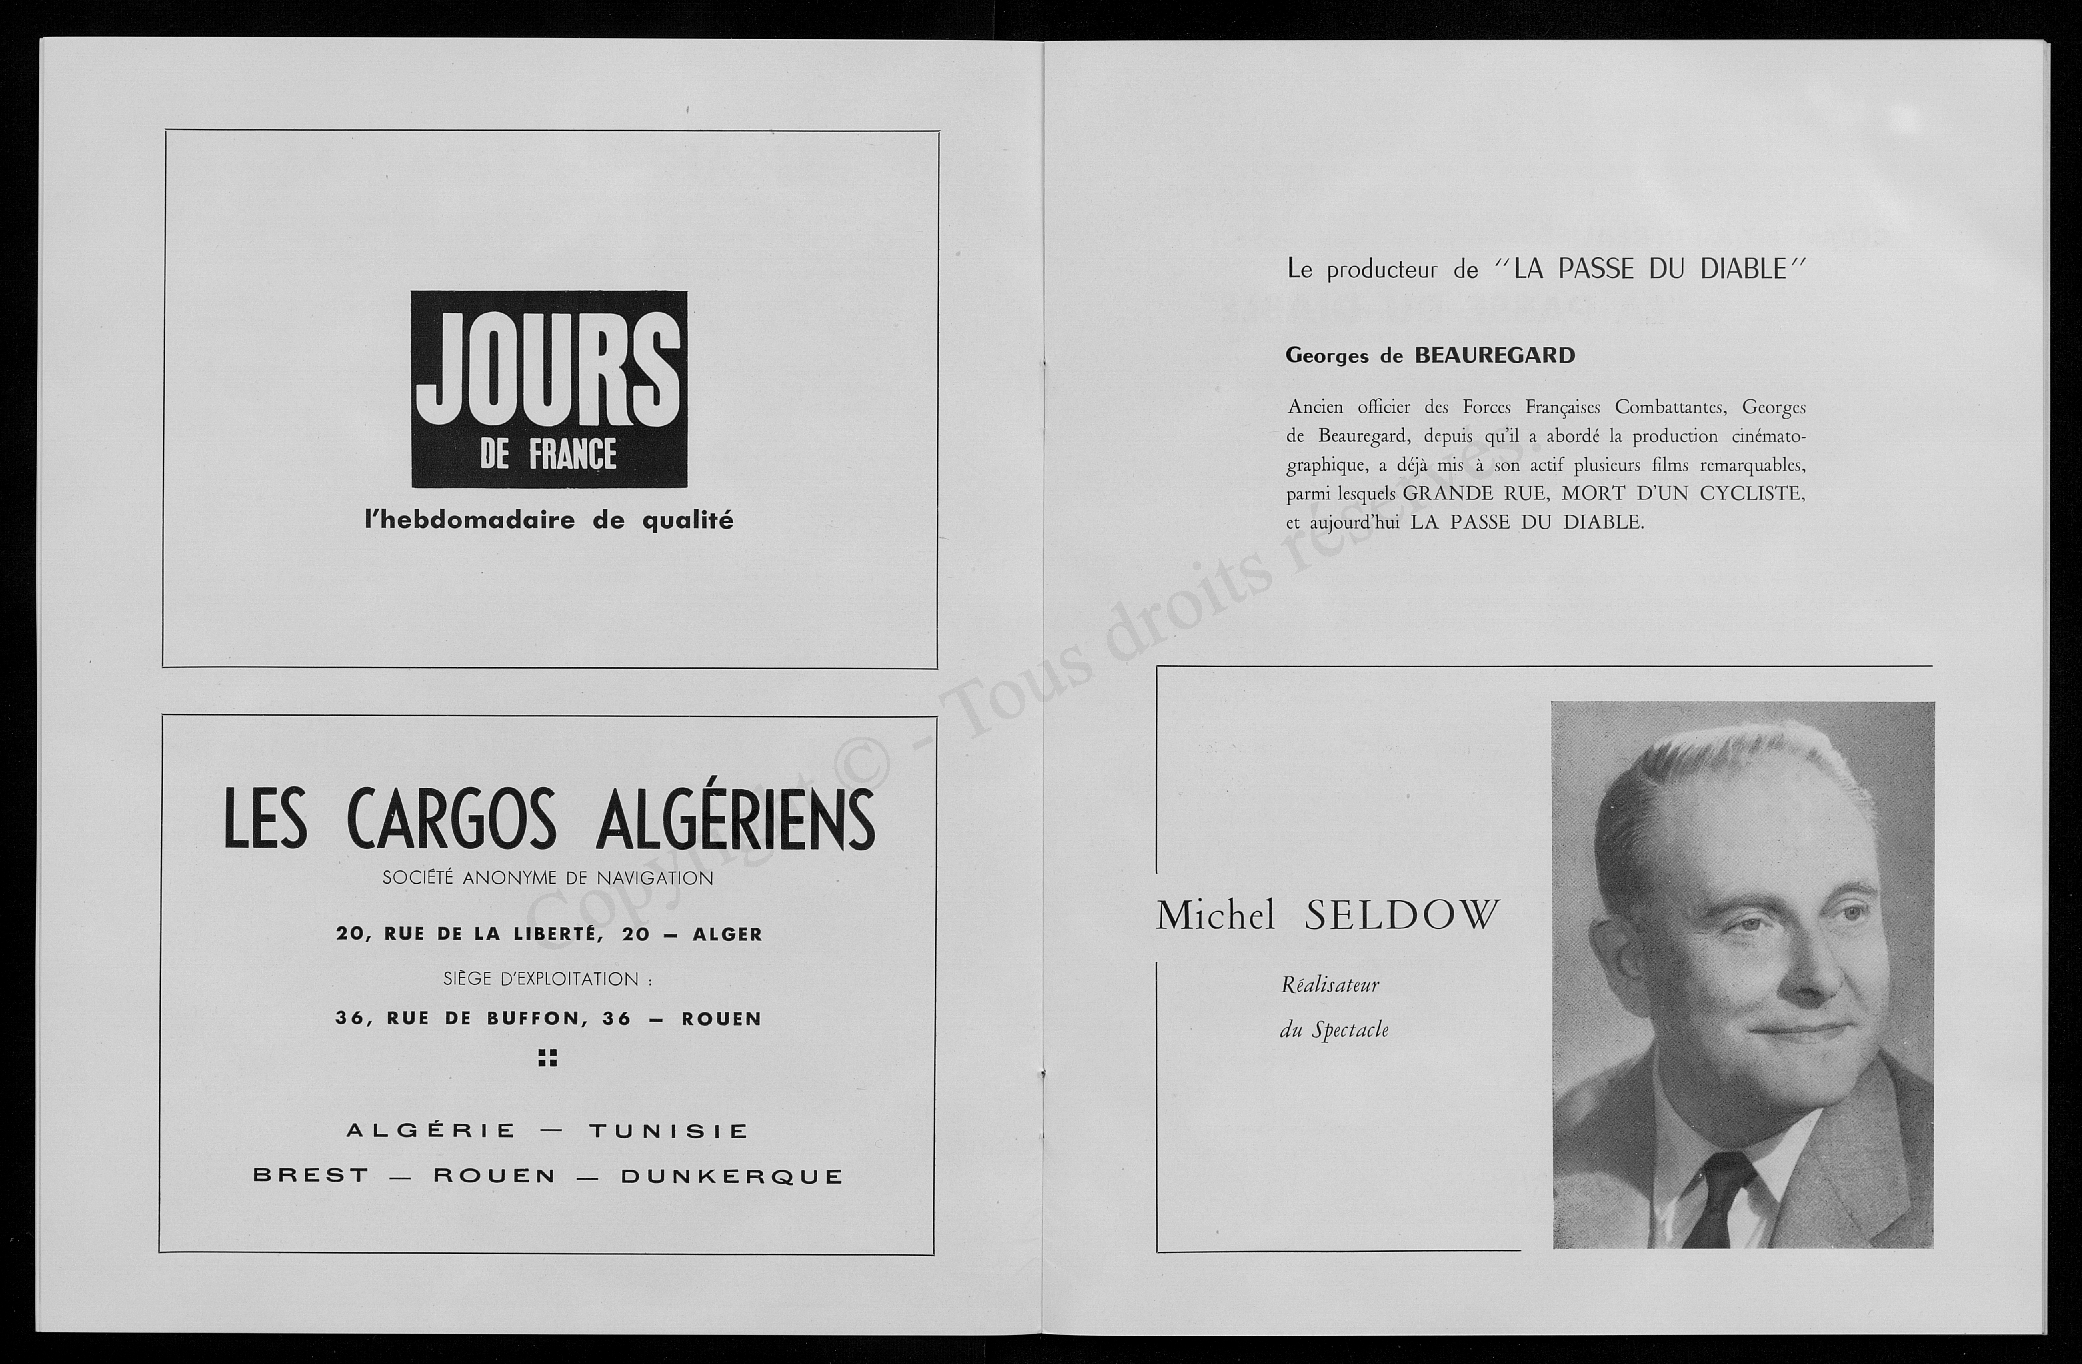 JOURS
DE FRANCE
l'hebdomadaire de qualité
LES CARGOS ALGÉRIENS
SOCIÉTÉ ANONYME DE NAVIGATION
20, RUE DE LA LIBERTÉ, 20 — ALGER
SIÈGE D'EXPLOITATION :
36, RUE DE BUFFON, 36 — ROUEN
ALGÉRIE — TUNISIE
BREST — ROUEN — DUNKERQUE
Le producteur de "LA PASSE DU DIABLE"
Georges de BEAUREGARD
Ancien officier des Forces Françaises Combattantes, Georges
de Beauregard, depuis qu'il a abordé la production cinémato-
graphique, a déjà mis à son actif plusieurs films remarquables,
parmi lesquels GRANDE RUE, MORT D'UN CYCLISTE,
et aujourd'hui LA PASSE DU DIABLE.
Michel SELDOW
Réalisateur
du Spectacle
Copyright © - Tous droits réservés.